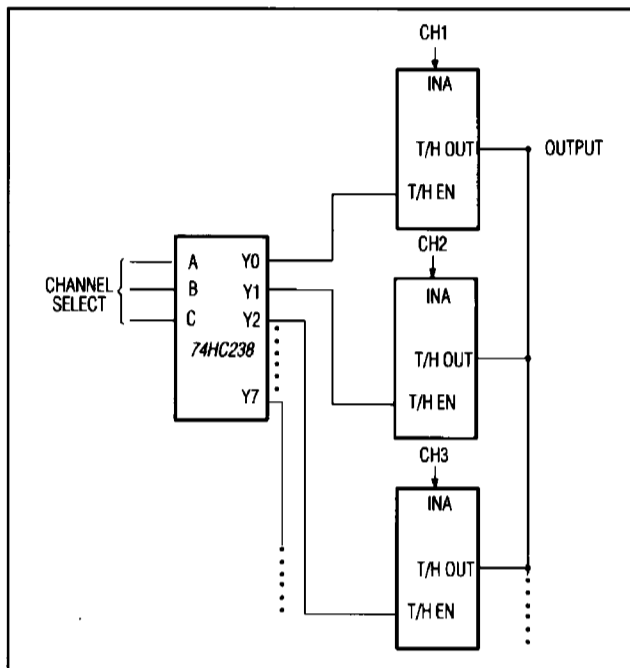 CH1
INA
T/H OUT
OUTPUT
T/H EN
CH2
A
Y0
INA
CHANNEL
SELECT
B
Y1
C
Y2
74HC238
T/H OUT
Y7
T/H EN
CH3
INA
T/H OUT
T/H EN